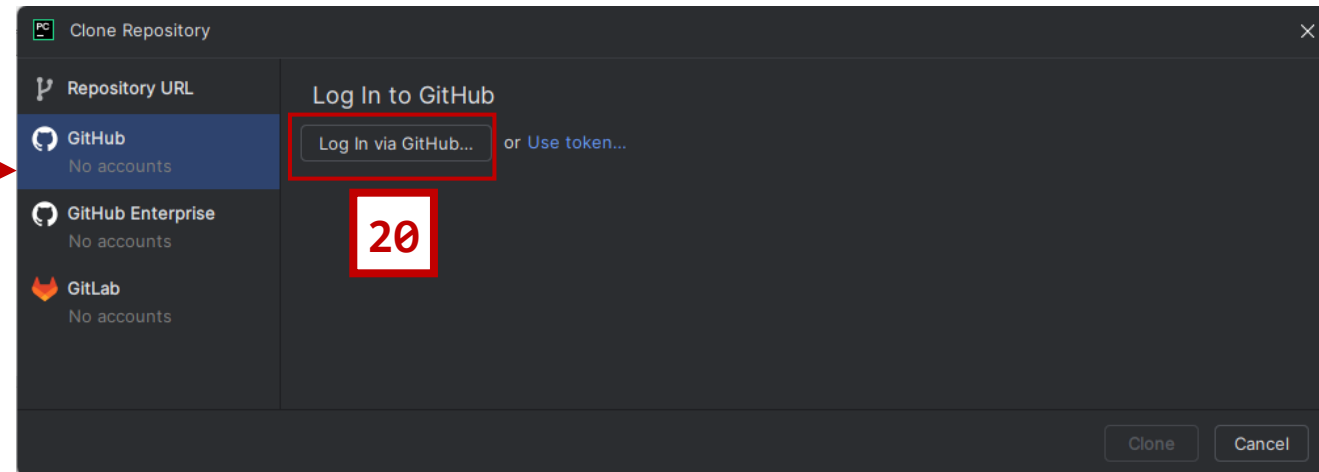 PC Clone Repository
Repository URL
GitHub
No accounts
GitHub Enterprise
No accounts
GitLab
No accounts
Log In to GitHub
Log In via GitHub... or Use token...
20
Clone Cancel